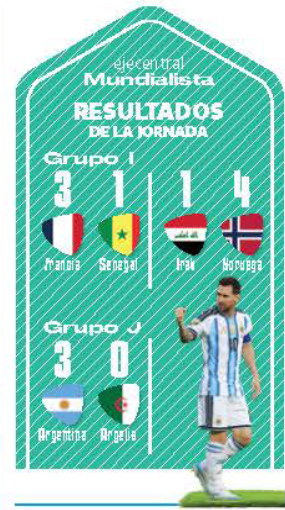 ejecentral
Mundialista
RESULTADOS
DE LA JORNADA
Grupo I
3 1 1 4
Francia Senegal Irak Noruega
Grupo J
3 0
Argentina Argelia